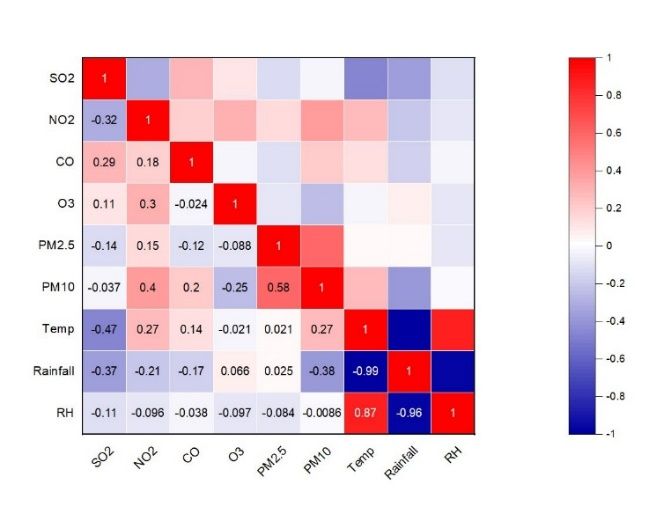 SO2 1
NO2 -0.32 1
CO 0.29 0.18 1
O3 0.11 0.3 -0.024 1
PM2.5 -0.14 0.15 -0.12 -0.088 1
PM10 -0.037 0.4 0.2 -0.25 0.58 1
Temp -0.47 0.27 0.14 -0.021 0.021 0.27 1
Rainfall -0.37 -0.21 -0.17 0.066 0.025 -0.38 -0.99 1
RH -0.11 -0.096 -0.038 -0.097 -0.084 -0.0086 0.87 -0.96 1
SO2 NO2 CO O3 PM2.5 PM10 Temp Rainfall RH
1
0.8
0.6
0.4
0.2
0
-0.2
-0.4
-0.6
-0.8
-1